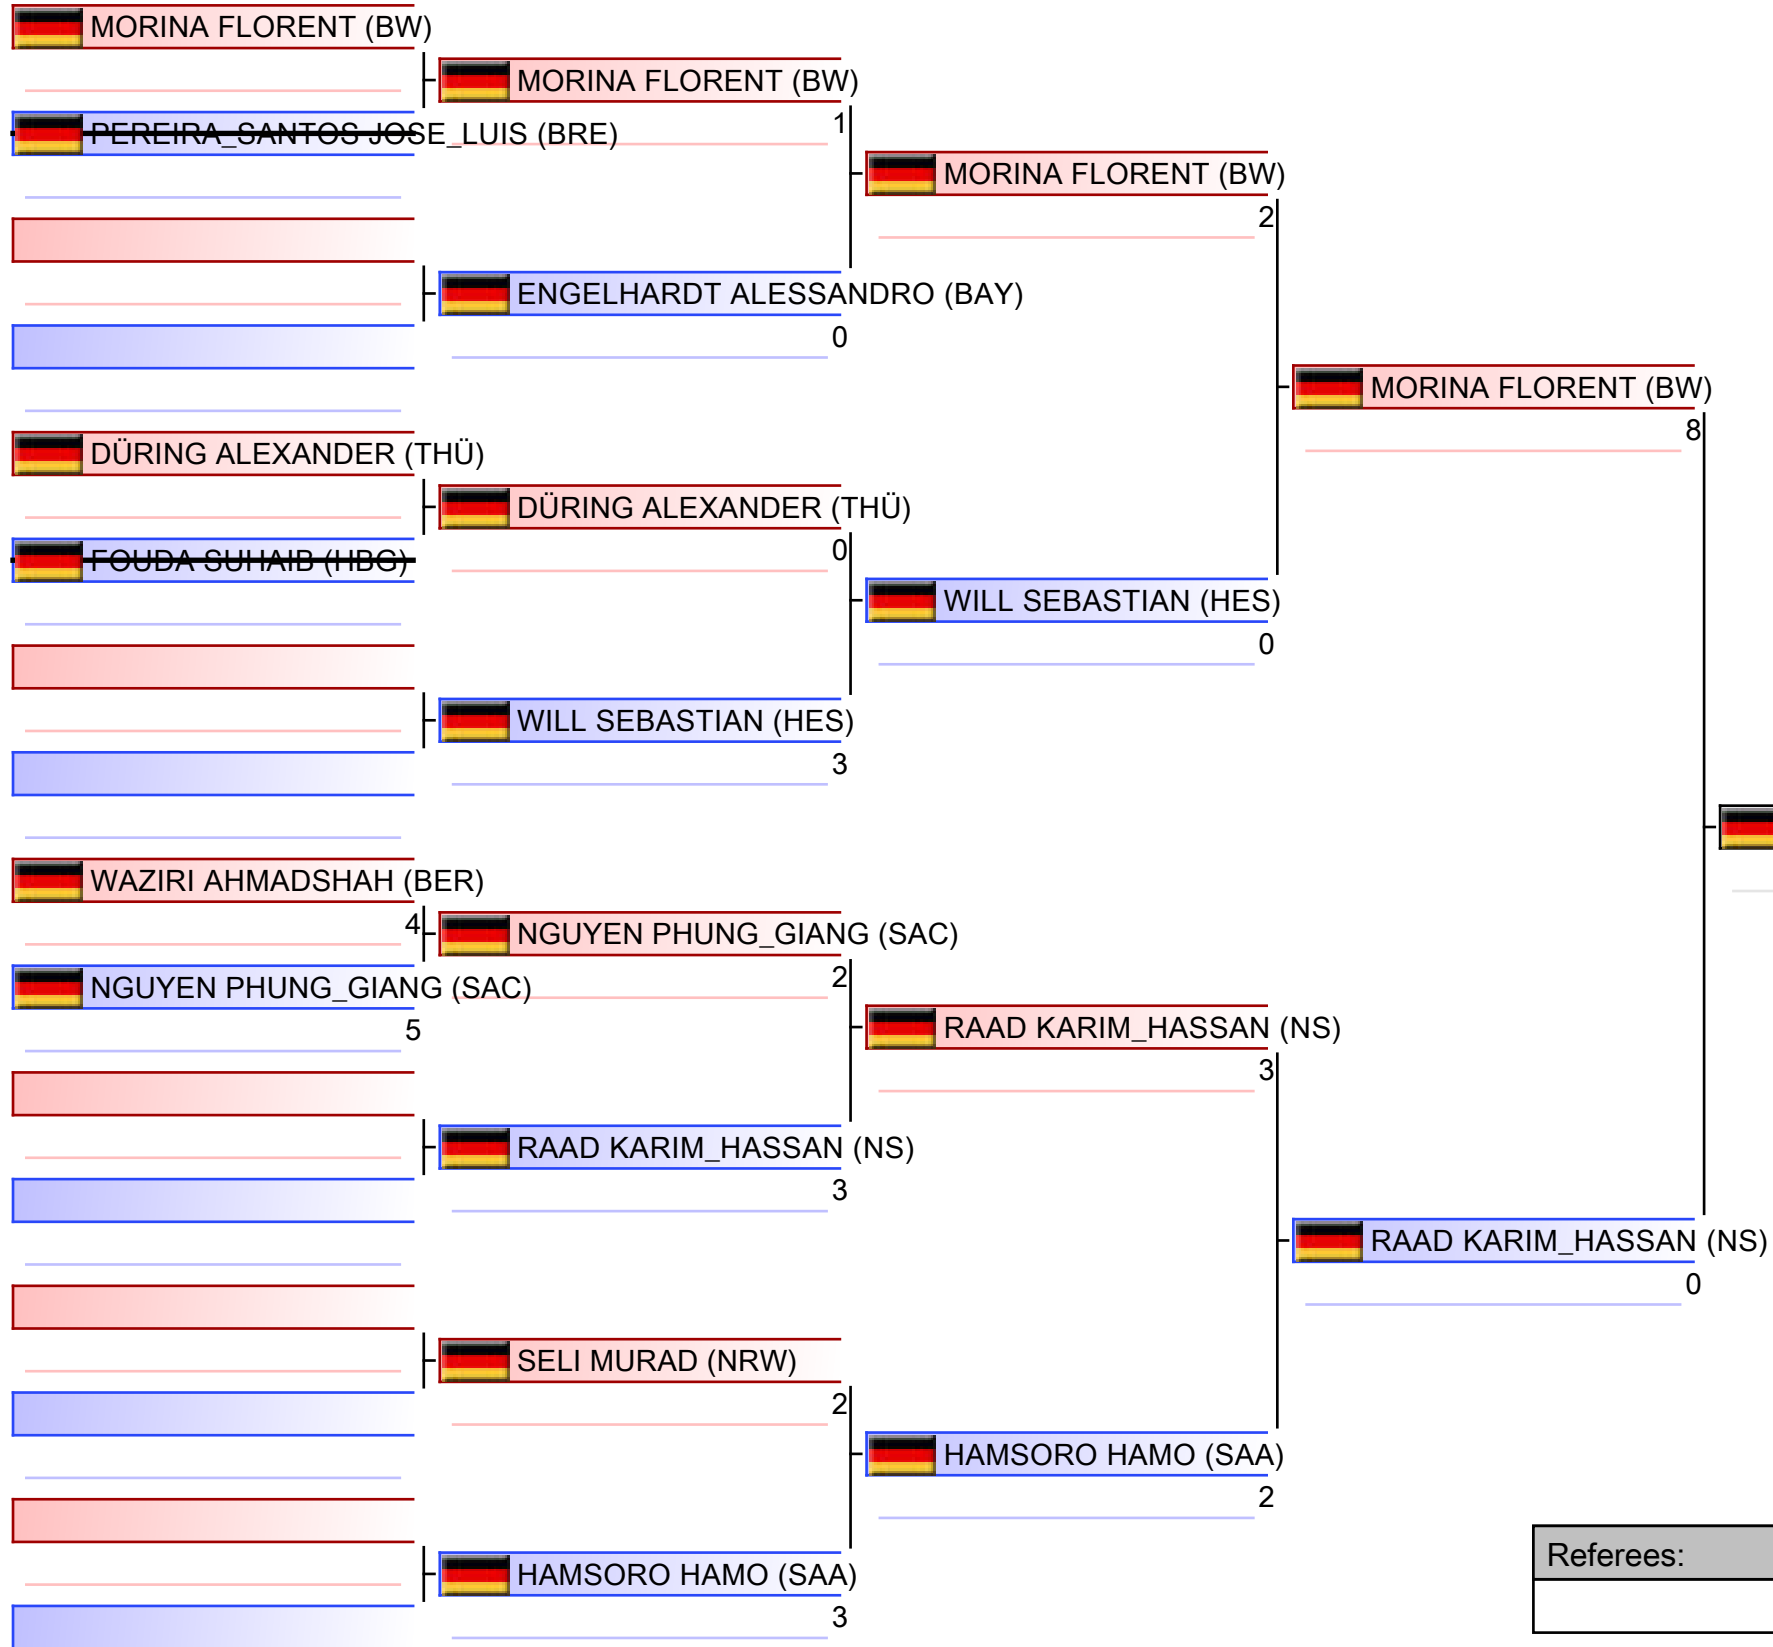 MORINA FLORENT (BW)
PEREIRA_SANTOS JOSE_LUIS (BRE)
DÜRING ALEXANDER (THÜ)
FOUDA SUHAIB (HBG)
WAZIRI AHMADSHAH (BER)
4
NGUYEN PHUNG_GIANG (SAC)
5
MORINA FLORENT (BW)
1
ENGELHARDT ALESSANDRO (BAY)
0
DÜRING ALEXANDER (THÜ)
0
WILL SEBASTIAN (HES)
3
NGUYEN PHUNG_GIANG (SAC)
2
RAAD KARIM_HASSAN (NS)
3
SELI MURAD (NRW)
2
HAMSORO HAMO (SAA)
3
MORINA FLORENT (BW)
2
WILL SEBASTIAN (HES)
0
RAAD KARIM_HASSAN (NS)
3
HAMSORO HAMO (SAA)
2
MORINA FLORENT (BW)
8
RAAD KARIM_HASSAN (NS)
0
Referees: